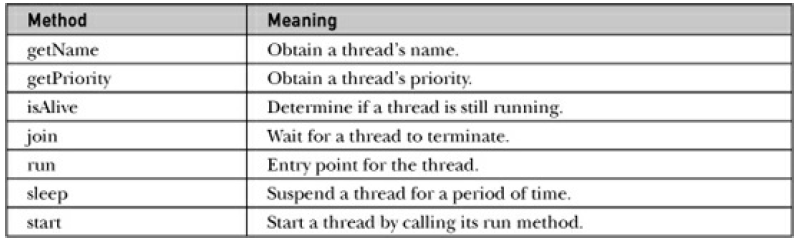 Method Meaning
getName Obtain a thread's name.
getPriority Obtain a thread's priority.
isAlive Determine if a thread is still running.
join Wait for a thread to terminate.
run Entry point for the thread.
sleep Suspend a thread for a period of time.
start Start a thread by calling its run method.